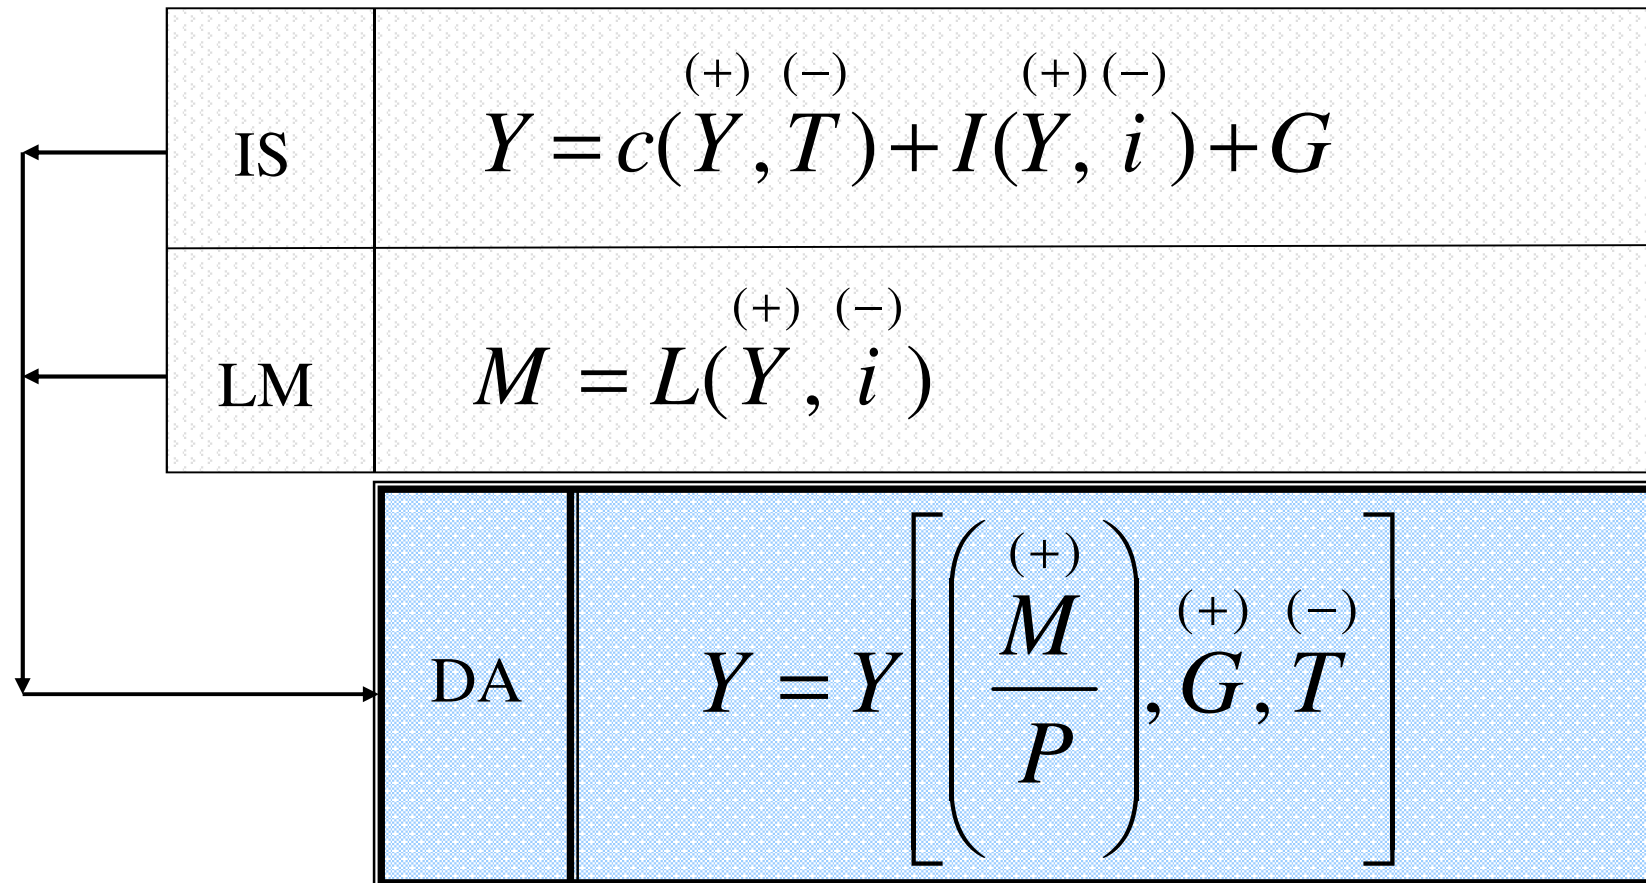 (+) (−) (+) (−)
IS Y = c(Y, T) + I(Y, i) + G
(+) (−)
LM M = L(Y, i)
(+)
(+) (−)
DA Y = Y[(M/P), G, T]